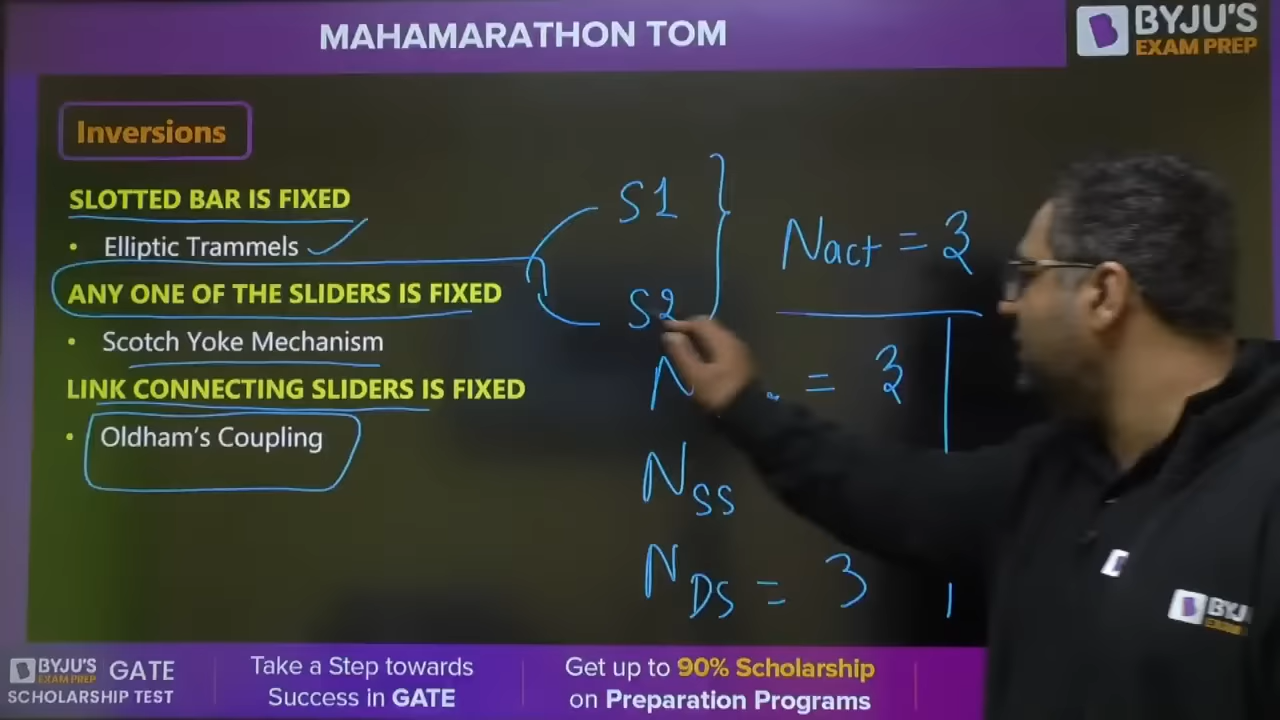 MAHAMARATHON TOM
BYJU'S
EXAM PREP
Inversions
SLOTTED BAR IS FIXED
• Elliptic Trammels
ANY ONE OF THE SLIDERS IS FIXED
• Scotch Yoke Mechanism
LINK CONNECTING SLIDERS IS FIXED
• Oldham's Coupling
S1
S2
Nact = 3
N = 3
NSS
NDS = 3
BYJU'S
EXAM PREP
GATE
SCHOLARSHIP TEST
Take a Step towards
Success in GATE
Get up to 90% Scholarship
on Preparation Programs